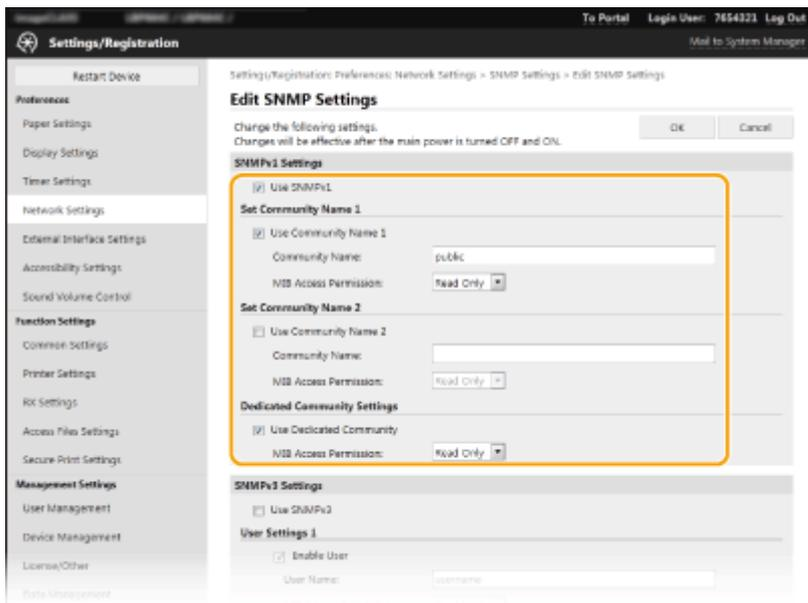 To Portal Login User: 7654321 Log Out
Settings/Registration
Mail to System Manager
Restart Device
Preferences
Paper Settings
Display Settings
Timer Settings
Network Settings
External Interface Settings
Accessibility Settings
Sound Volume Control
Function Settings
Common Settings
Printer Settings
RX Settings
Access Files Settings
Secure Print Settings
Management Settings
User Management
Device Management
License/Other
Data Management
Settings/Registration: Preferences: Network Settings > SNMP Settings > Edit SNMP Settings
Edit SNMP Settings
Change the following settings.
Changes will be effective after the main power is turned OFF and ON.
OK Cancel
SNMPv1 Settings
Use SNMPv1
Set Community Name 1
Use Community Name 1
Community Name: public
MIB Access Permission: Read Only
Set Community Name 2
Use Community Name 2
Community Name:
MIB Access Permission: Read Only
Dedicated Community Settings
Use Dedicated Community
MIB Access Permission: Read Only
SNMPv3 Settings
Use SNMPv3
User Settings 1
Enable User
User Name: username